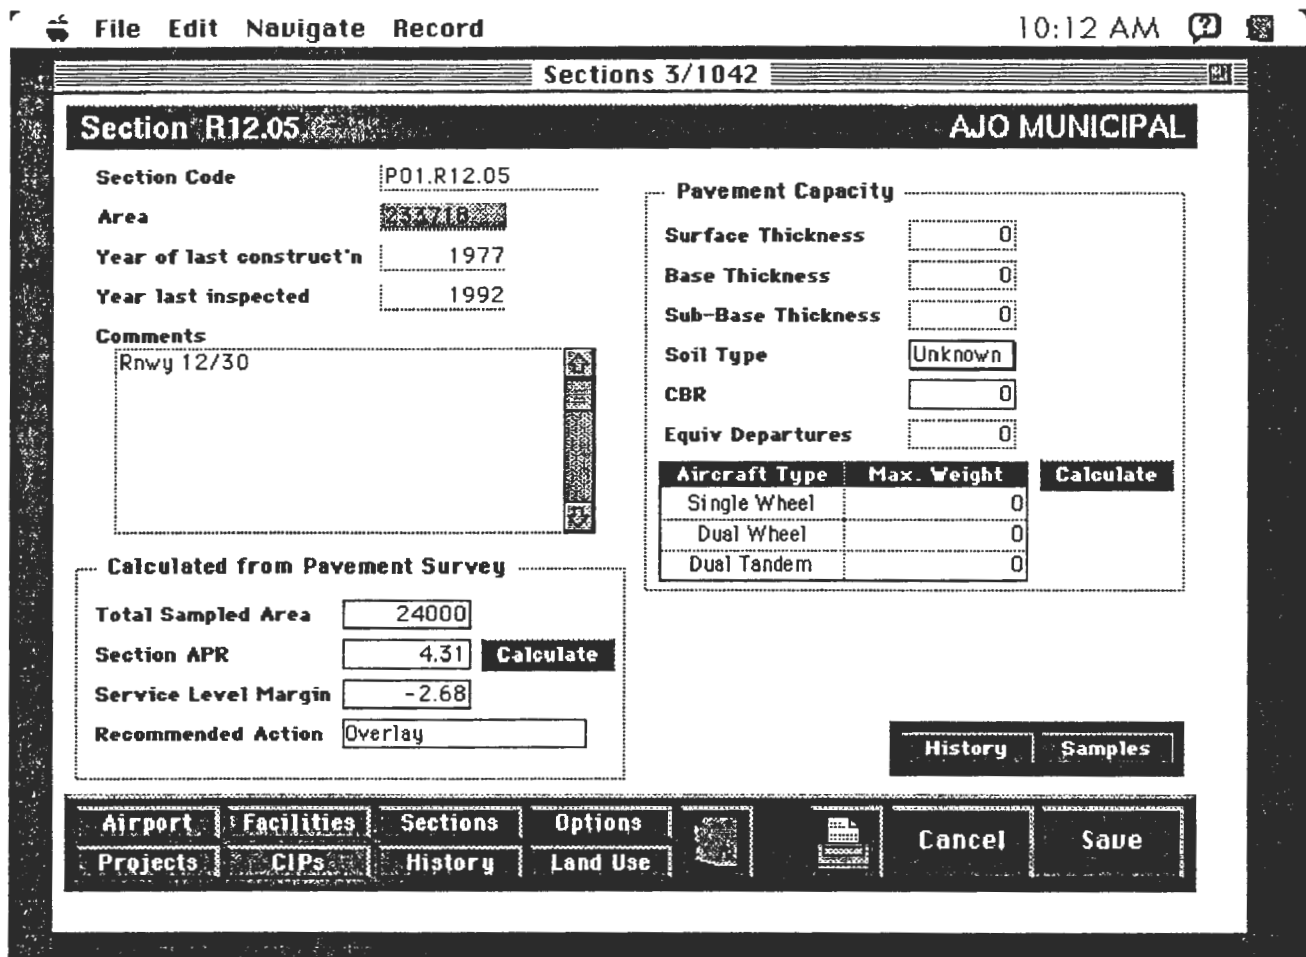 File Edit Navigate Record 10:12 AM
Sections 3/1042
Section R12.05 AJO MUNICIPAL
Section Code P01.R12.05
Area
Year of last construct'n 1977
Year last inspected 1992
Comments
Rnwy 12/30
Pavement Capacity
Surface Thickness 0
Base Thickness 0
Sub-Base Thickness 0
Soil Type Unknown
CBR 0
Equiv Departures 0
Aircraft Type Max. Weight Calculate
Single Wheel 0
Dual Wheel 0
Dual Tandem 0
Calculated from Pavement Survey
Total Sampled Area 24000
Section APR 4.31 Calculate
Service Level Margin -2.68
Recommended Action Overlay
History Samples
Airport Facilities Sections Options
Projects CIPs History Land Use
Cancel Save